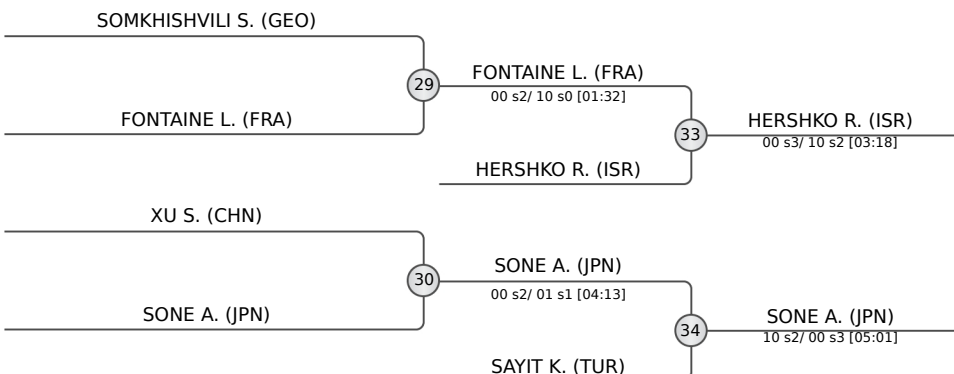 SOMKHISHVILI S. (GEO)
29
FONTAINE L. (FRA)
00 s2/ 10 s0 [01:32]
FONTAINE L. (FRA)
33
HERSHKO R. (ISR)
00 s3/ 10 s2 [03:18]
HERSHKO R. (ISR)
XU S. (CHN)
30
SONE A. (JPN)
00 s2/ 01 s1 [04:13]
SONE A. (JPN)
34
SONE A. (JPN)
10 s2/ 00 s3 [05:01]
SAYIT K. (TUR)